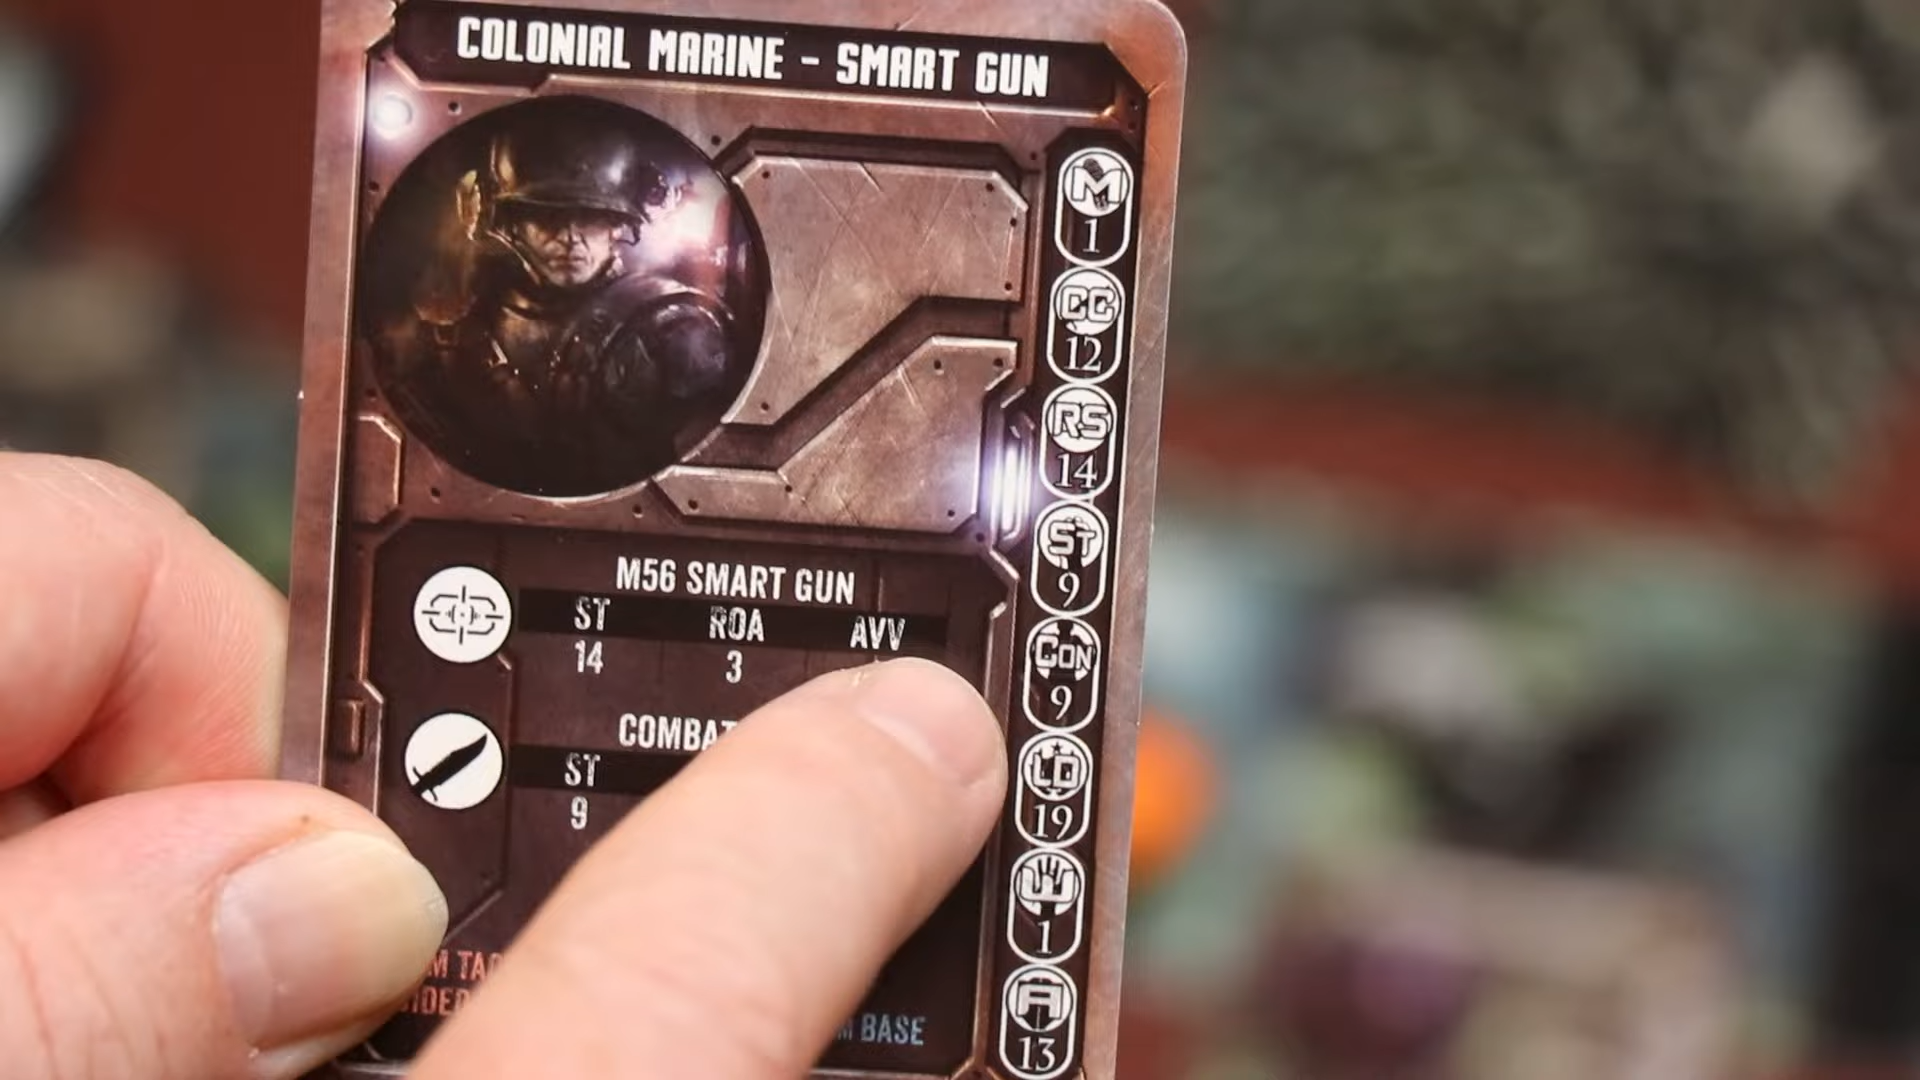 COLONIAL MARINE - SMART GUN
M
1
CC
12
RS
14
ST
9
CON
9
LD
19
W
1
A
13
M56 SMART GUN
ST ROA AVV
14 3
ST
9
BASE